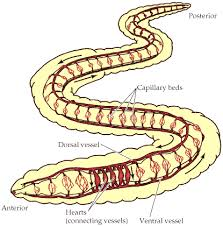 Posterior
Capillary beds
Dorsal vessel
Anterior
Hearts
(connecting vessels)
Ventral vessel